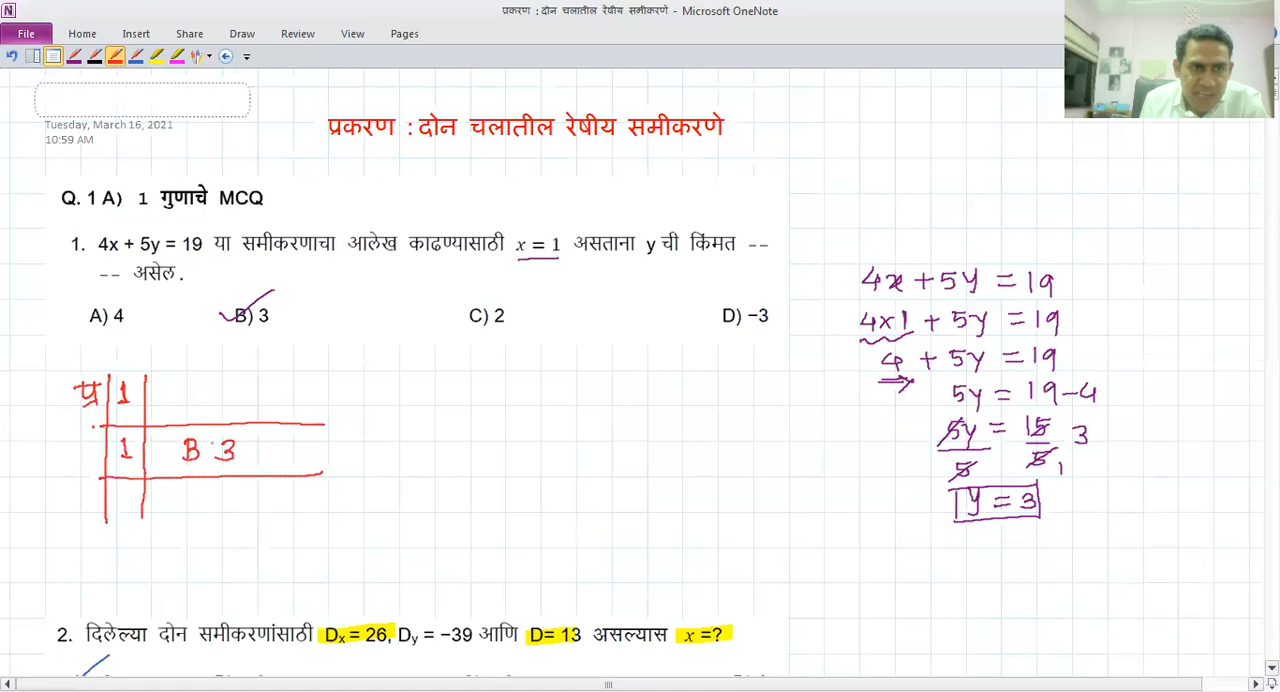 प्रकरण : दोन चलातील रेषीय समीकरणे - Microsoft OneNote
File Home Insert Share Draw Review View Pages
Tuesday, March 16, 2021
10:59 AM
प्रकरण : दोन चलातील रेषीय समीकरणे
Q. 1 A) 1 गुणाचे MCQ
1. 4x + 5y = 19 या समीकरणाचा आलेख काढण्यासाठी x = 1 असताना y ची किंमत --
-- असेल.
A) 4 B) 3 C) 2 D) −3
4x + 5y = 19
4x1 + 5y = 19
4 + 5y = 19
5y = 19-4
5y = 15 3
5 5 1
y = 3
प्र 1
1 B : 3
2. दिलेल्या दोन समीकरणांसाठी Dx = 26, Dy = −39 आणि D= 13 असल्यास x =?